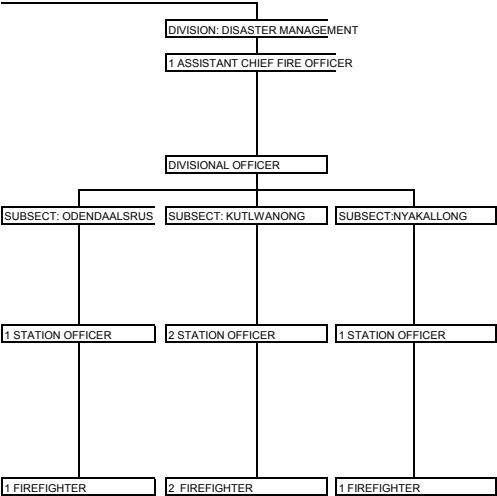 DIVISION: DISASTER MANAGEMENT
1 ASSISTANT CHIEF FIRE OFFICER
DIVISIONAL OFFICER
SUBSECT: ODENDAALSRUS SUBSECT: KUTLWANONG SUBSECT:NYAKALLONG
1 STATION OFFICER 2 STATION OFFICER 1 STATION OFFICER
1 FIREFIGHTER 2 FIREFIGHTER 1 FIREFIGHTER